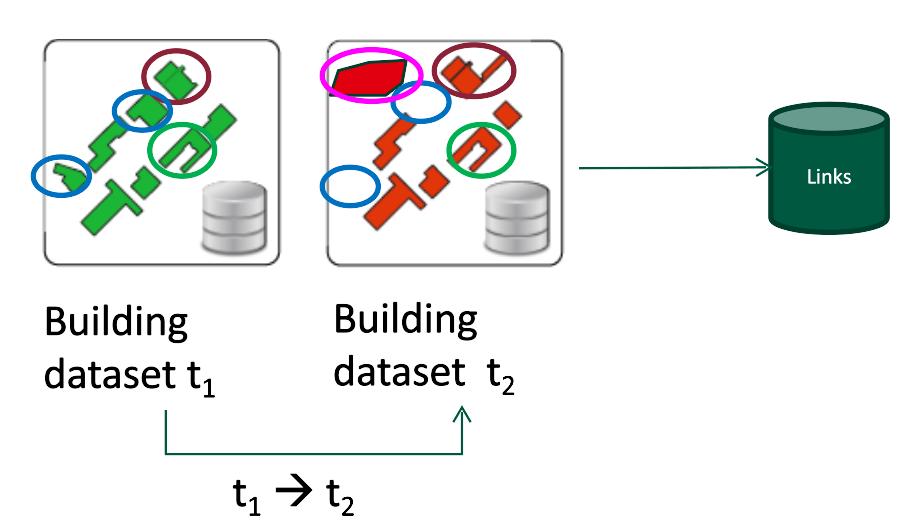 Links
Building
dataset t₁
Building
dataset t₂
t₁ → t₂